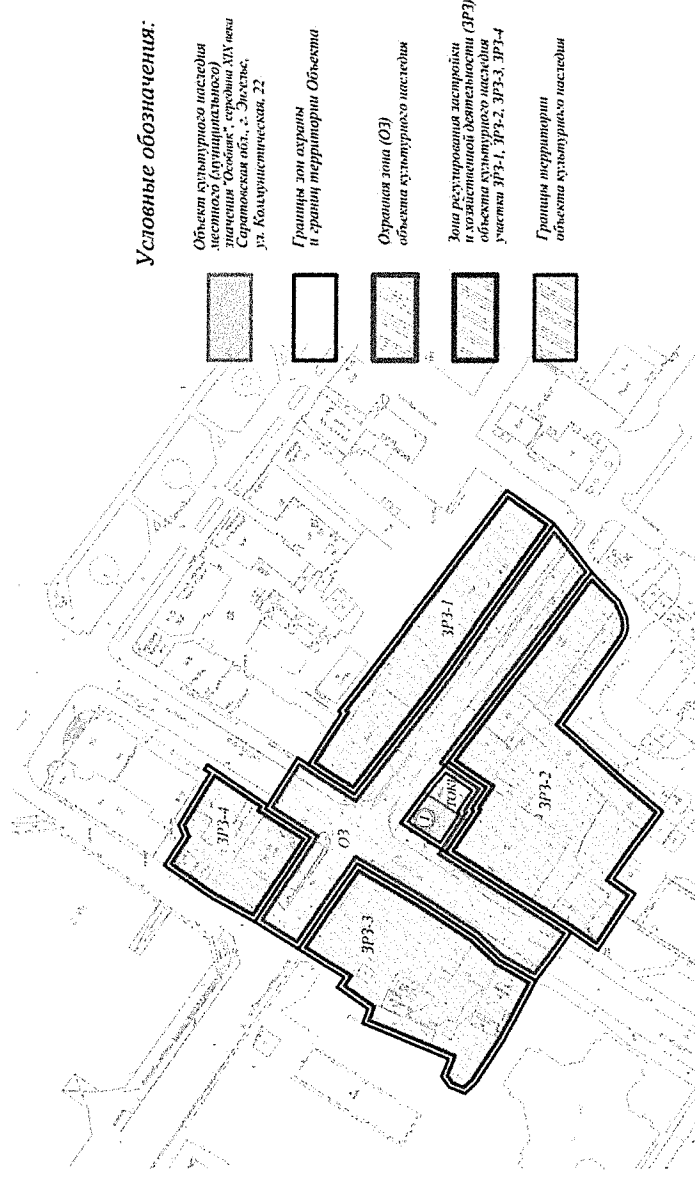 Условные обозначения:
Объект культурного наследия
местного (муниципального)
значения "Особняк", середина XIX века
Саратовская обл., г. Энгельс,
ул. Коммунистическая, 22
Границы зон охраны
и границ территории Объекта
Охранная зона (ОЗ)
объекта культурного наследия
Зона регулирования застройки
и хозяйственной деятельности (ЗРЗ)
объекта культурного наследия
участки ЗРЗ-1, ЗРЗ-2, ЗРЗ-3, ЗРЗ-4
Границы территории
объекта культурного наследия
ЗРЗ-4
ЗРЗ-1
ОЗ
ЗРЗ-3
1
ЗРЗ-2